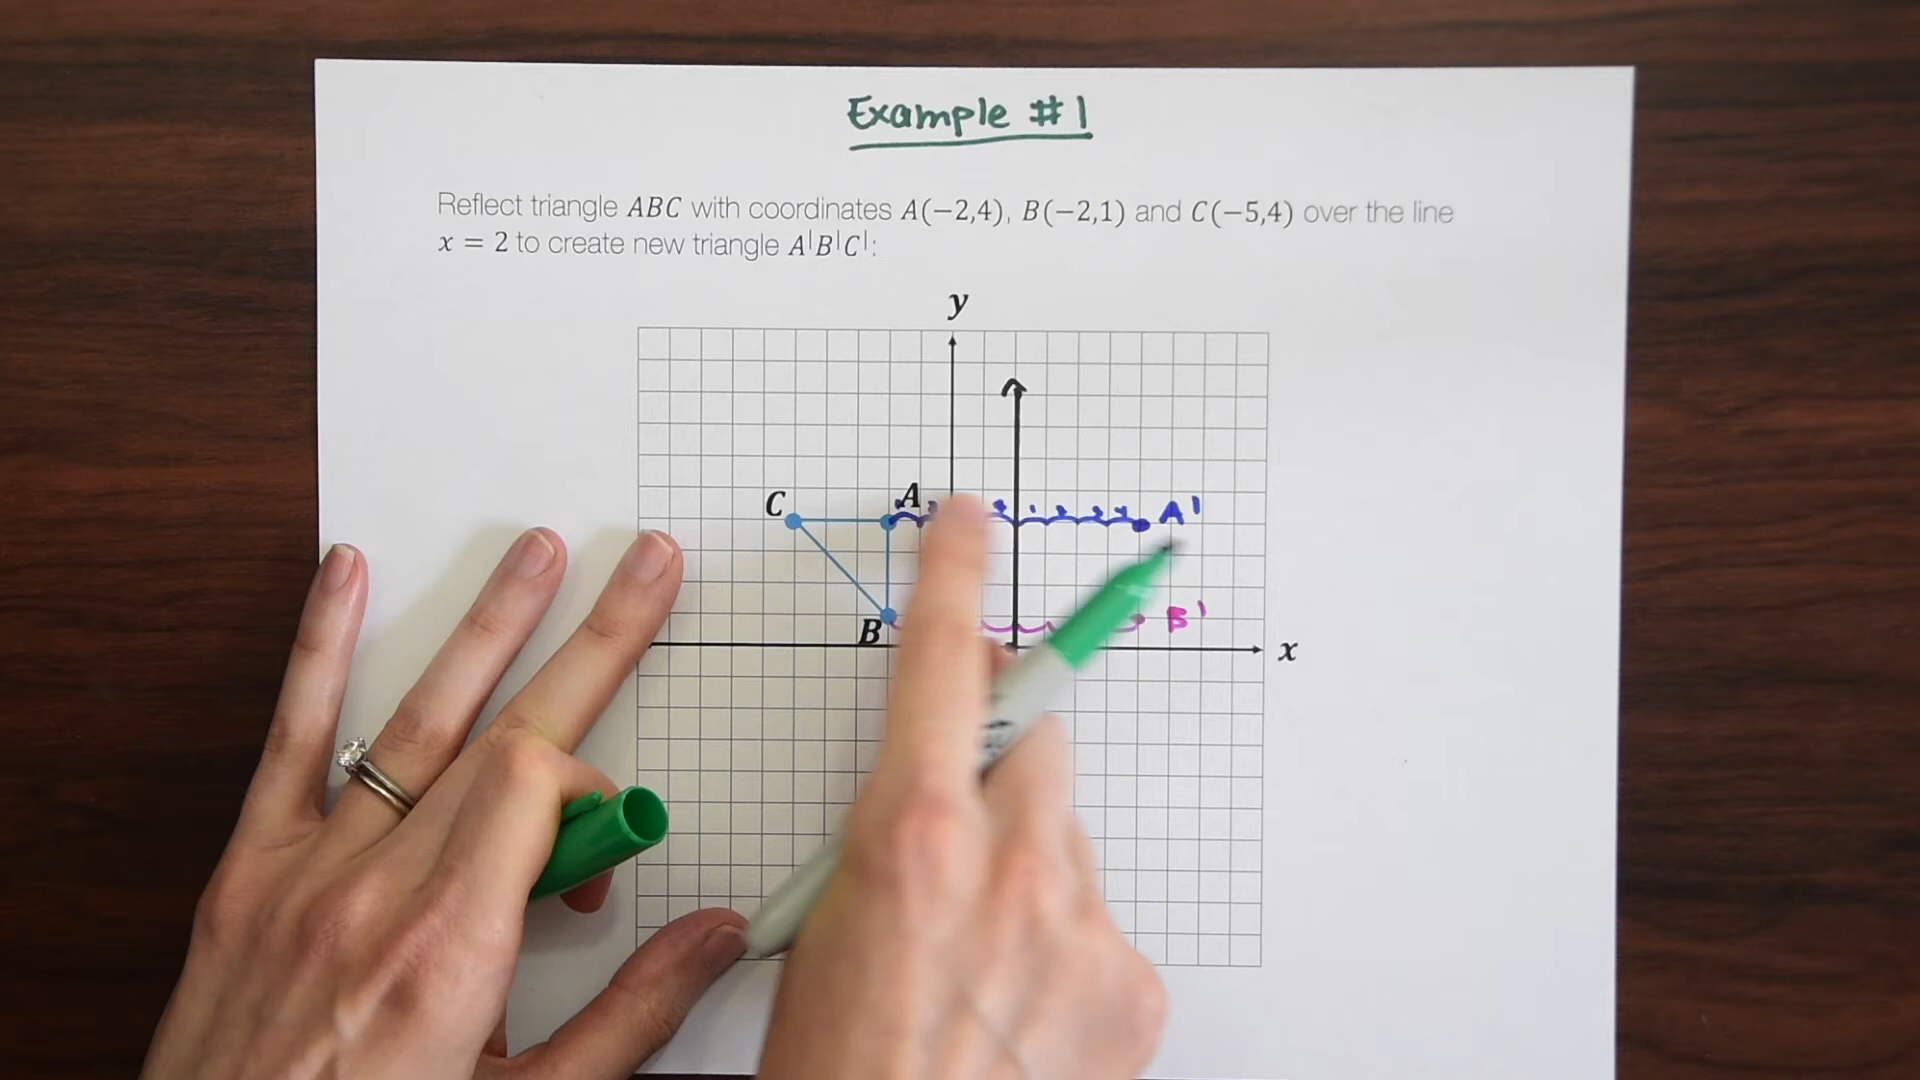 Example #1
Reflect triangle ABC with coordinates A(−2,4), B(−2,1) and C(−5,4) over the line
x = 2 to create new triangle A|B|C|:
y
C A A'
B B'
x